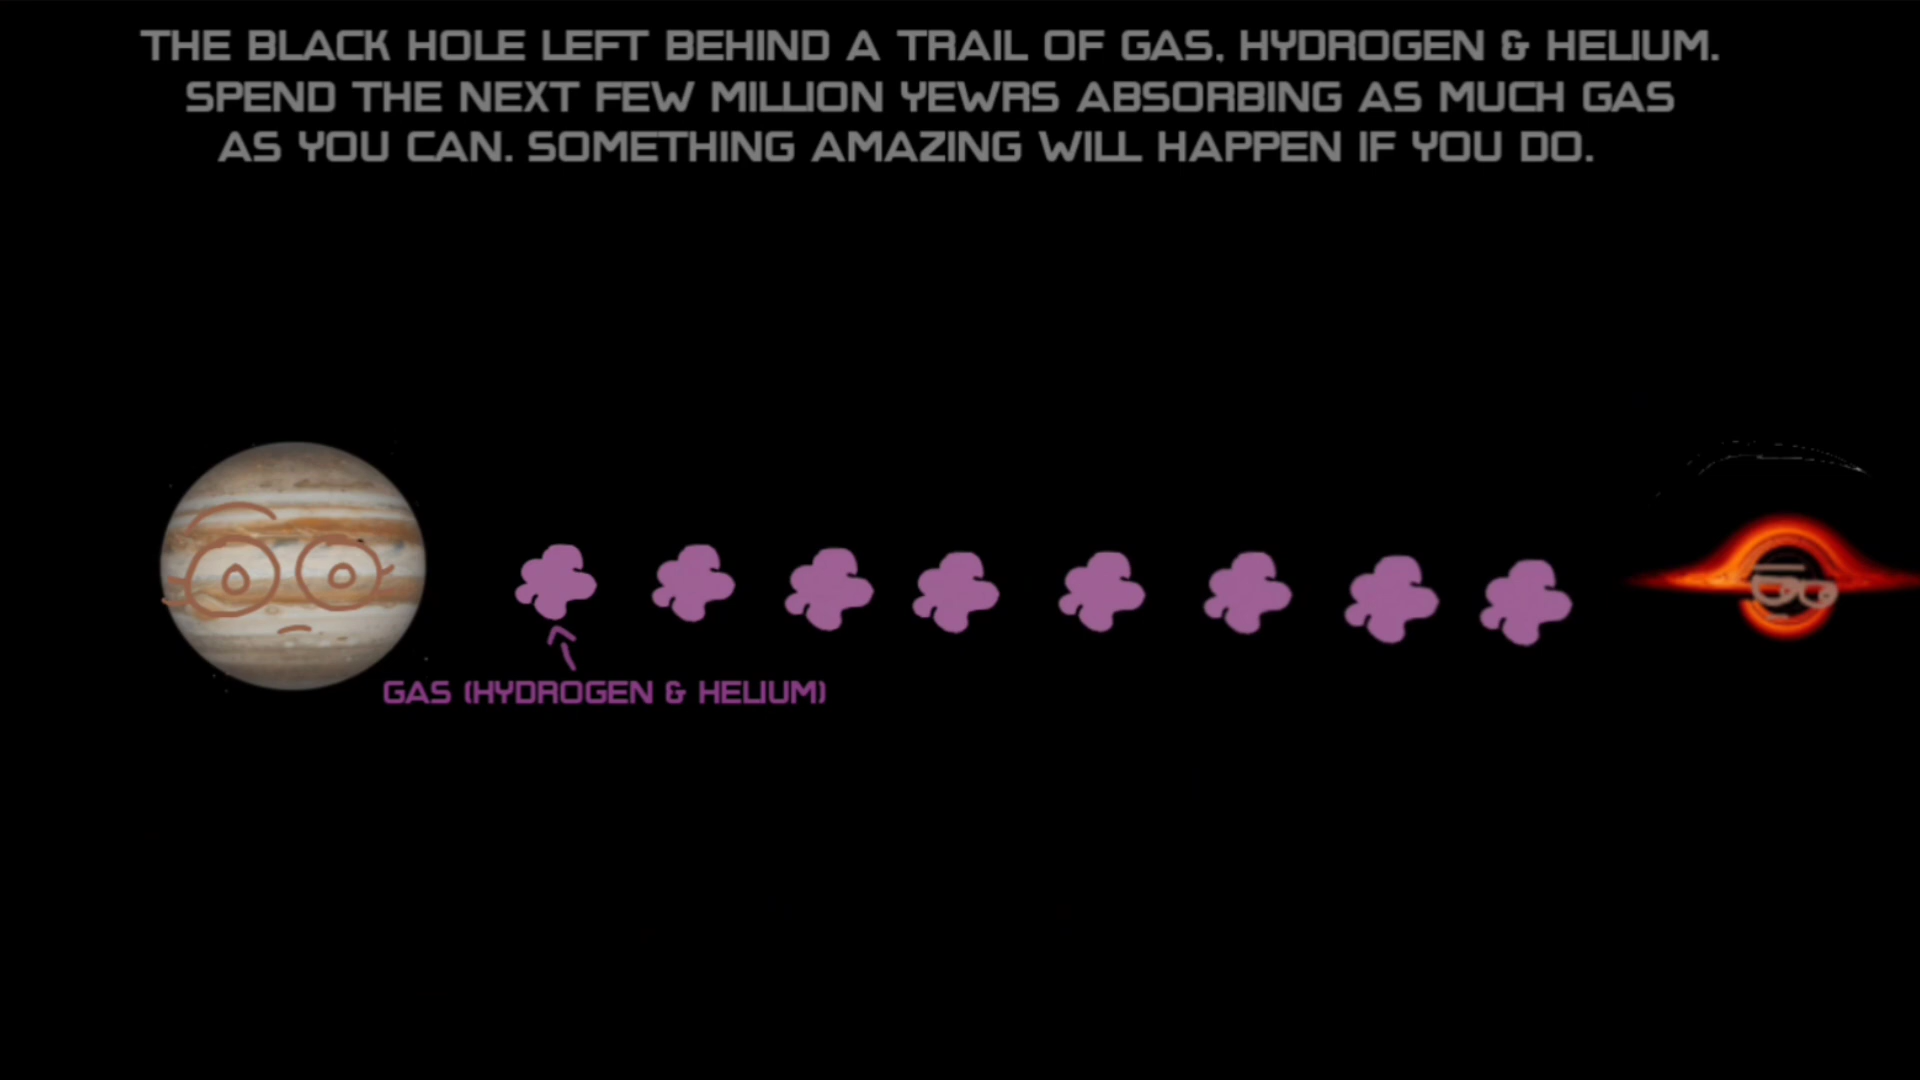 THE BLACK HOLE LEFT BEHIND A TRAIL OF GAS, HYDROGEN & HELIUM.
SPEND THE NEXT FEW MILLION YEWRS ABSORBING AS MUCH GAS
AS YOU CAN. SOMETHING AMAZING WILL HAPPEN IF YOU DO.
GAS (HYDROGEN & HELIUM)